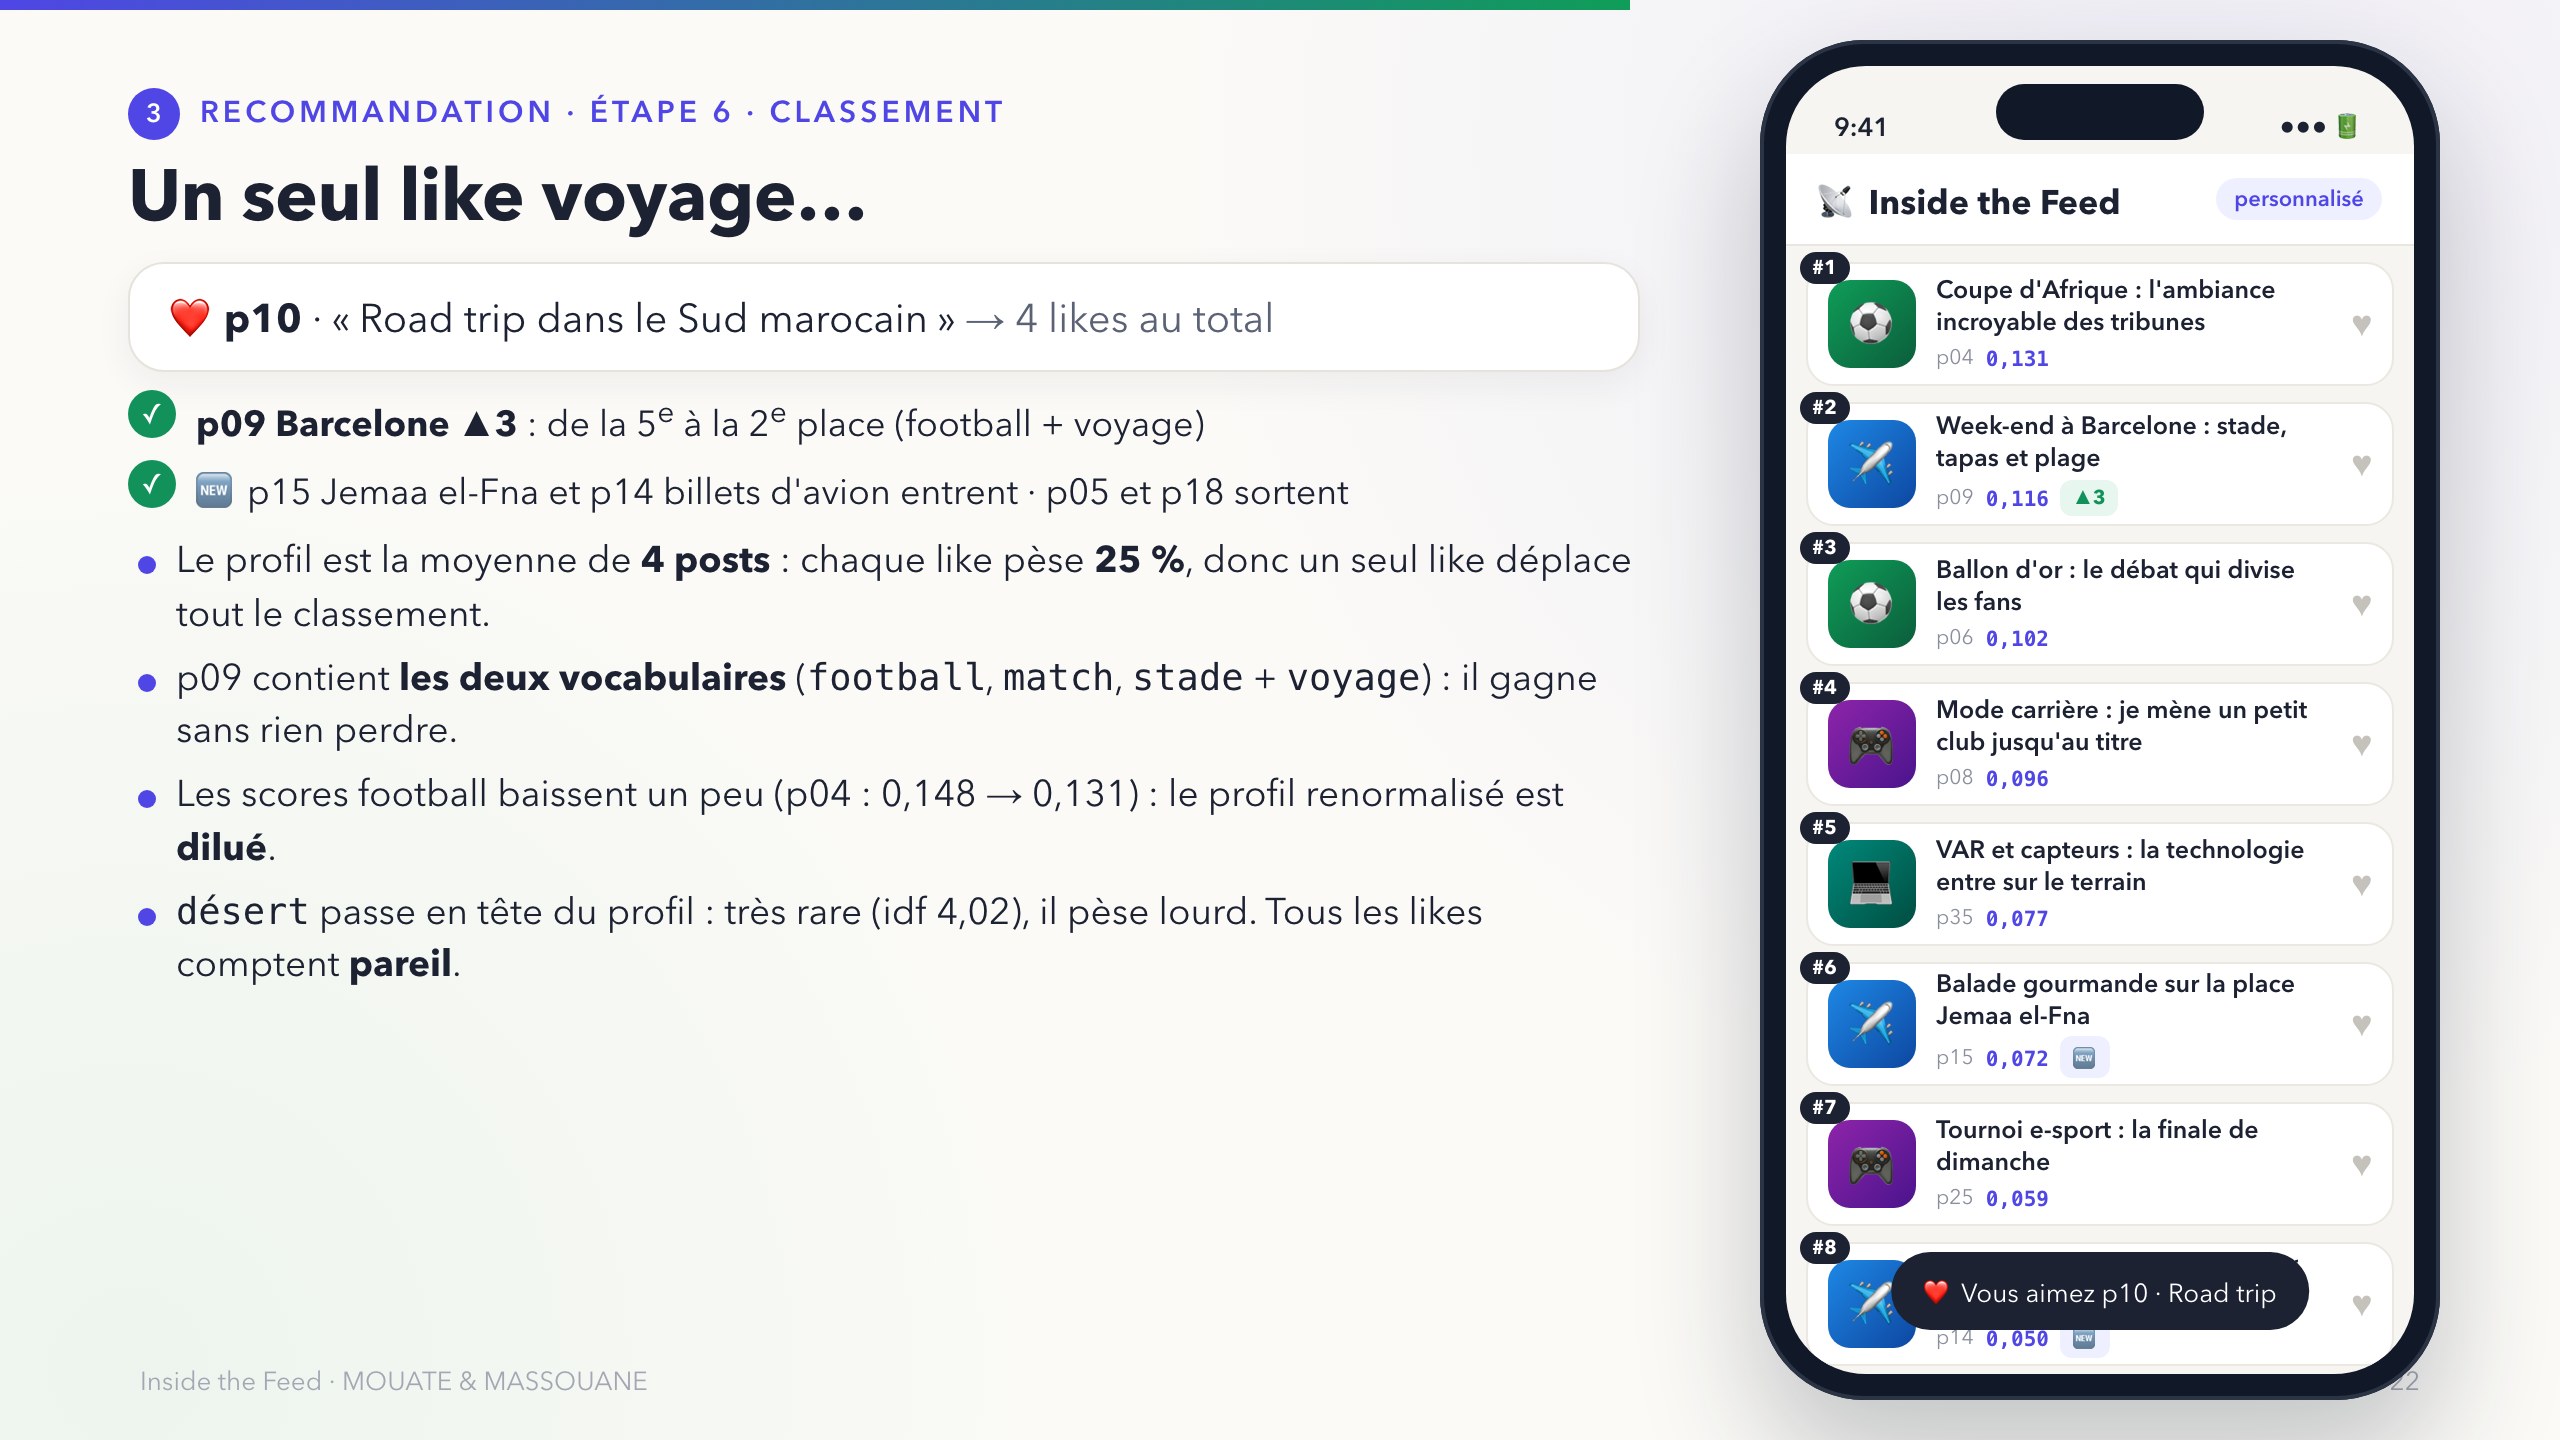 3 RECOMMANDATION · ÉTAPE 6 · CLASSEMENT
Un seul like voyage…
❤️ p10 · « Road trip dans le Sud marocain » → 4 likes au total
✓ p09 Barcelone ▲3 : de la 5e à la 2e place (football + voyage)
✓ 🆕 p15 Jemaa el-Fna et p14 billets d'avion entrent · p05 et p18 sortent
• Le profil est la moyenne de 4 posts : chaque like pèse 25 %, donc un seul like déplace
tout le classement.
• p09 contient les deux vocabulaires (football, match, stade + voyage) : il gagne
sans rien perdre.
• Les scores football baissent un peu (p04 : 0,148 → 0,131) : le profil renormalisé est
dilué.
• désert passe en tête du profil : très rare (idf 4,02), il pèse lourd. Tous les likes
comptent pareil.
Inside the Feed · MOUATE & MASSOUANE
9:41
📡 Inside the Feed personnalisé
#1
Coupe d'Afrique : l'ambiance
incroyable des tribunes
p04 0,131
#2
Week-end à Barcelone : stade,
tapas et plage
p09 0,116 ▲3
#3
Ballon d'or : le débat qui divise
les fans
p06 0,102
#4
Mode carrière : je mène un petit
club jusqu'au titre
p08 0,096
#5
VAR et capteurs : la technologie
entre sur le terrain
p35 0,077
#6
Balade gourmande sur la place
Jemaa el-Fna
p15 0,072 🆕
#7
Tournoi e-sport : la finale de
dimanche
p25 0,059
#8
❤️ Vous aimez p10 · Road trip
p14 0,050 🆕
22